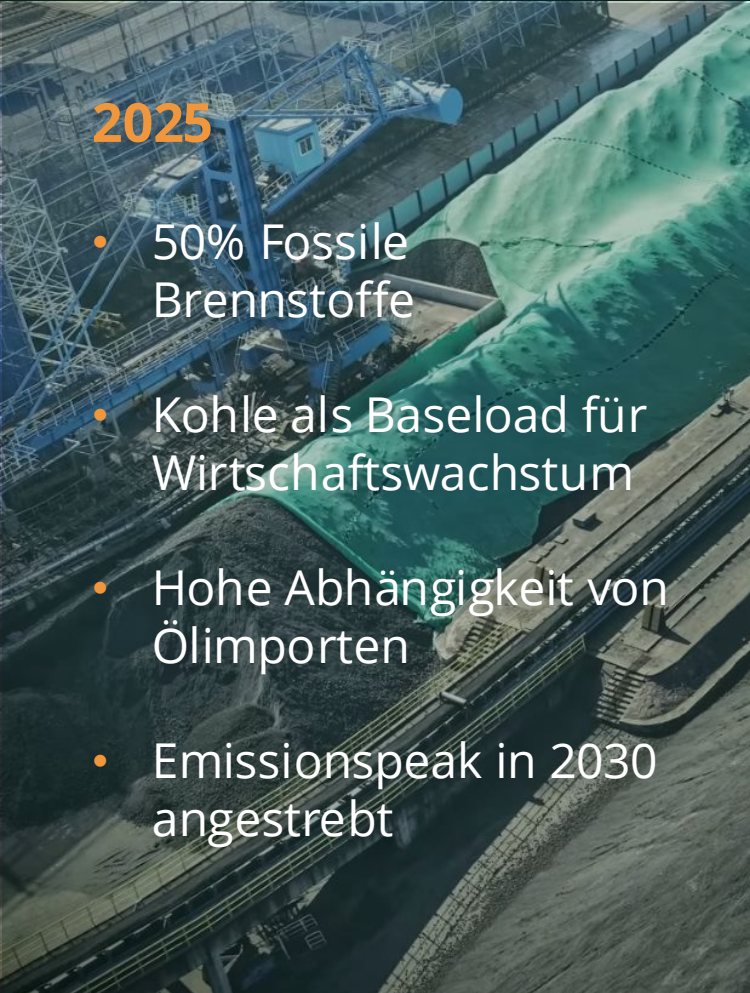 2025
• 50% Fossile
Brennstoffe
• Kohle als Baseload für
Wirtschaftswachstum
• Hohe Abhängigkeit von
Ölimporten
• Emissionspeak in 2030
angestrebt